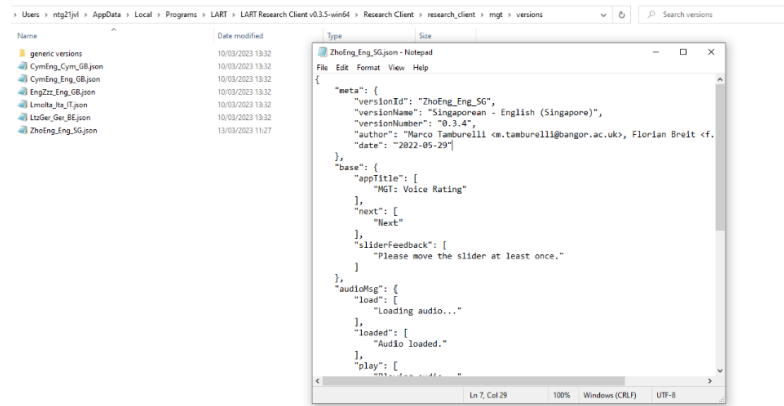 Users > ntg21jvl > AppData > Local > Programs > LART > LART Research Client v0.3.5-win64 > Research Client > research_client > mgt > versions
Search versions
Name Date modified Type Size
generic versions 10/03/2023 13:32
CymEng_Cym_GB.json 10/03/2023 13:32
CymEng_Eng_GB.json 10/03/2023 13:32
EngZzz_Eng_GB.json 10/03/2023 13:32
LmoIta_Ita_IT.json 10/03/2023 13:32
LtzGer_Ger_BE.json 10/03/2023 13:32
ZhoEng_Eng_SG.json 13/03/2023 11:27
ZhoEng_Eng_SG.json - Notepad
File Edit Format View Help
{
"meta": {
"versionId": "ZhoEng_Eng_SG",
"versionName": "Singaporean - English (Singapore)",
"versionNumber": "0.3.4",
"author": "Marco Tamburelli <m.tamburelli@bangor.ac.uk>, Florian Breit <f.
"date": "2022-05-29"
},
"base": {
"appTitle": [
"MGT: Voice Rating"
],
"next": [
"Next"
],
"sliderFeedback": [
"Please move the slider at least once."
]
},
"audioMsg": {
"load": [
"Loading audio..."
],
"loaded": [
"Audio loaded."
],
"play": [
Ln 7, Col 29 100% Windows (CRLF) UTF-8